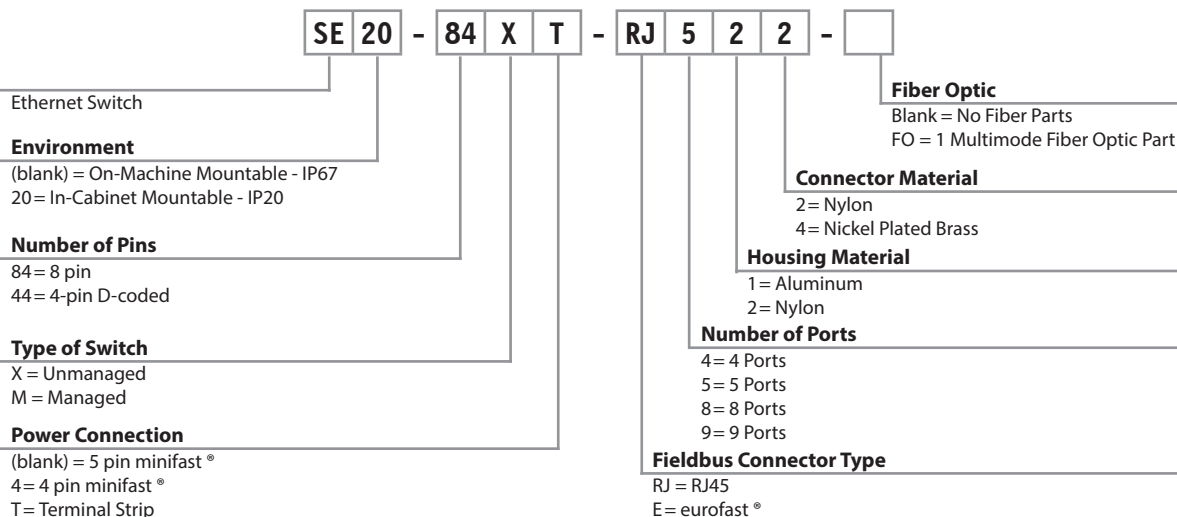 SE 20 - 84 X T - RJ 5 2 2 -
Ethernet Switch
Environment
(blank) = On-Machine Mountable - IP67
20 = In-Cabinet Mountable - IP20
Number of Pins
84 = 8 pin
44 = 4-pin D-coded
Type of Switch
X = Unmanaged
M = Managed
Power Connection
(blank) = 5 pin minifast ®
4 = 4 pin minifast ®
T = Terminal Strip
Fiber Optic
Blank = No Fiber Parts
FO = 1 Multimode Fiber Optic Part
Connector Material
2 = Nylon
4 = Nickel Plated Brass
Housing Material
1 = Aluminum
2 = Nylon
Number of Ports
4 = 4 Ports
5 = 5 Ports
8 = 8 Ports
9 = 9 Ports
Fieldbus Connector Type
RJ = RJ45
E = eurofast ®